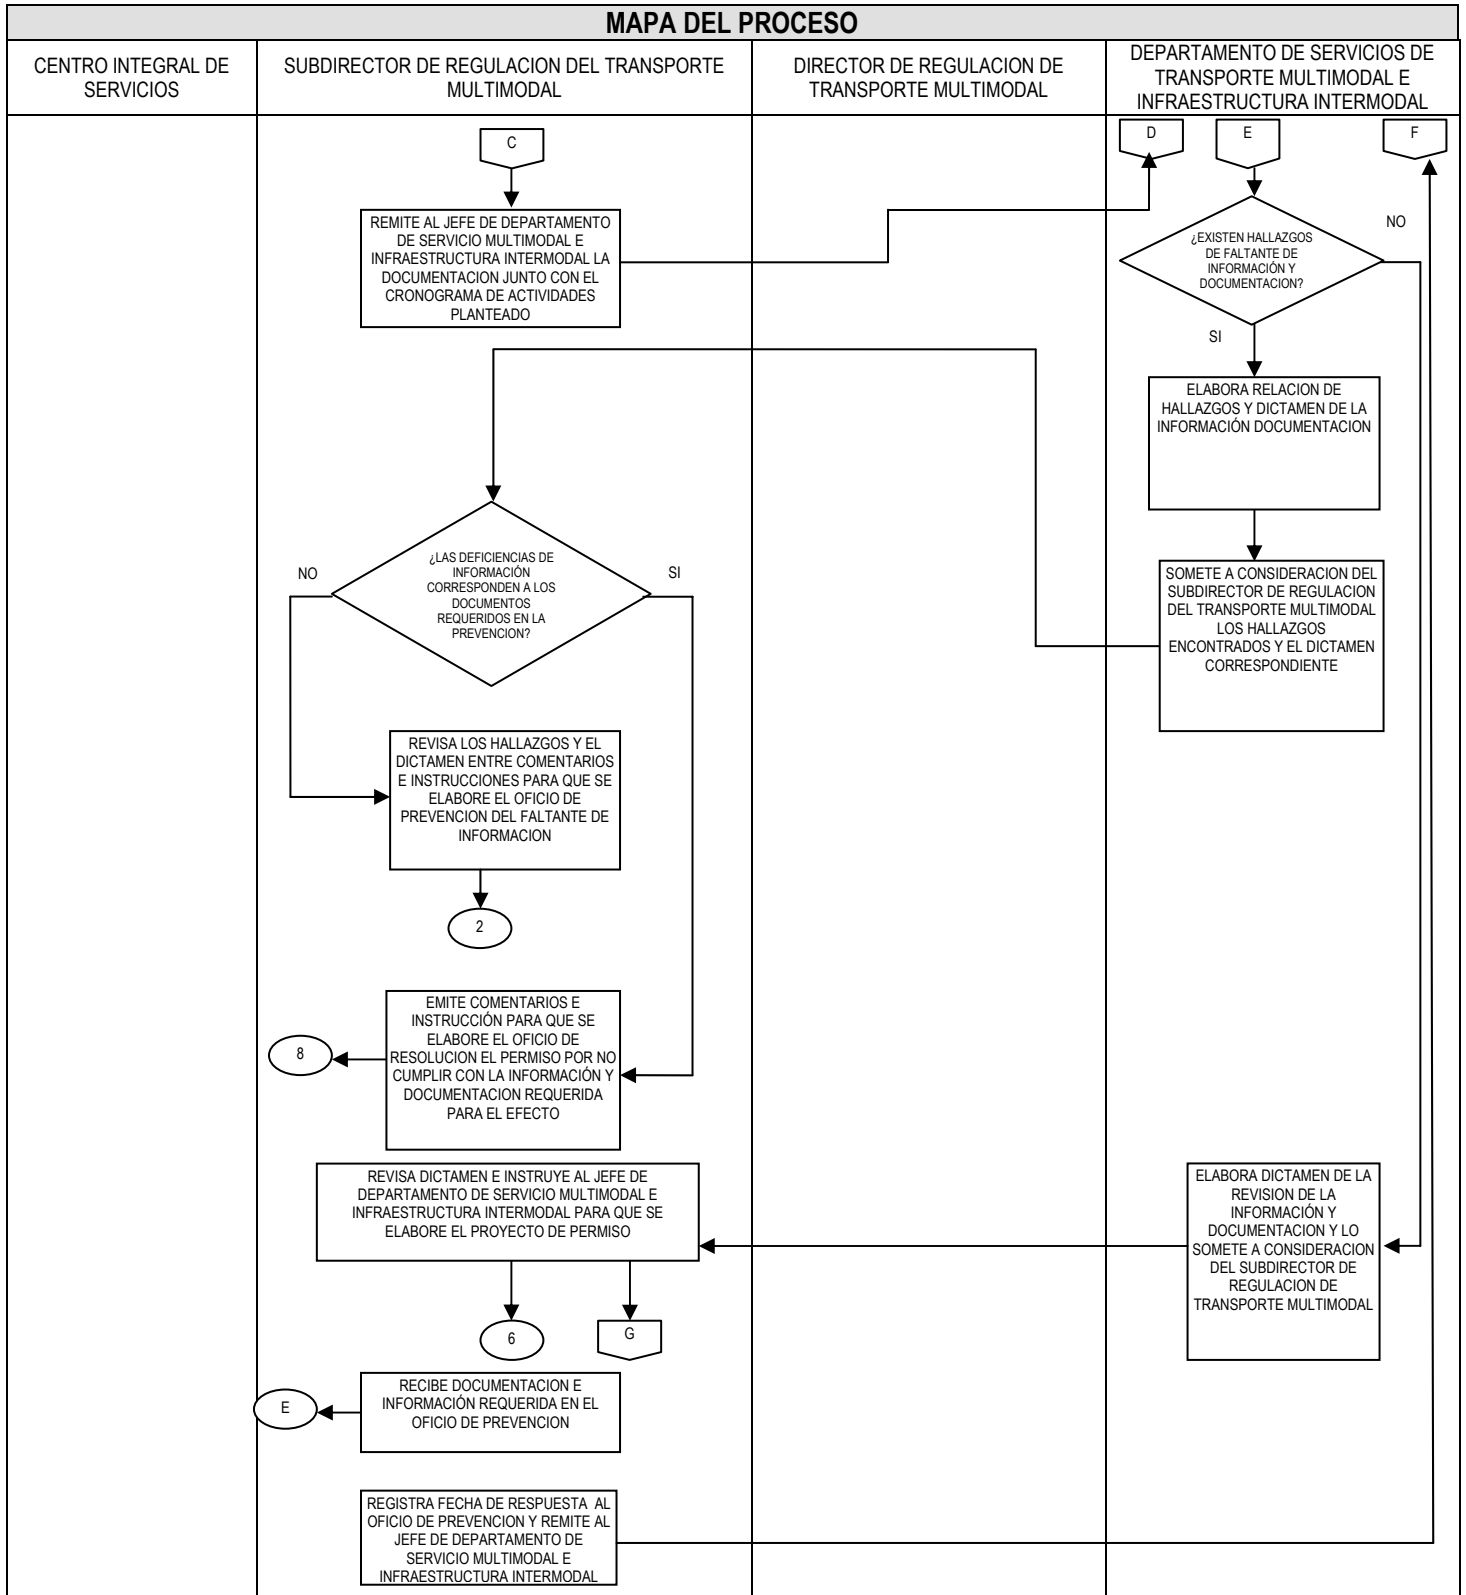 MAPA DEL PROCESO
CENTRO INTEGRAL DE
SERVICIOS
SUBDIRECTOR DE REGULACION DEL TRANSPORTE
MULTIMODAL
DIRECTOR DE REGULACION DE
TRANSPORTE MULTIMODAL
DEPARTAMENTO DE SERVICIOS DE
TRANSPORTE MULTIMODAL E
INFRAESTRUCTURA INTERMODAL
C
D
E
F
REMITE AL JEFE DE DEPARTAMENTO
DE SERVICIO MULTIMODAL E
INFRAESTRUCTURA INTERMODAL LA
DOCUMENTACION JUNTO CON EL
CRONOGRAMA DE ACTIVIDADES
PLANTEADO
¿EXISTEN HALLAZGOS
DE FALTANTE DE
INFORMACIÓN Y
DOCUMENTACION?
NO
SI
ELABORA RELACION DE
HALLAZGOS Y DICTAMEN DE LA
INFORMACIÓN DOCUMENTACION
¿LAS DEFICIENCIAS DE
INFORMACIÓN
CORRESPONDEN A LOS
DOCUMENTOS
REQUERIDOS EN LA
PREVENCION?
NO
SI
SOMETE A CONSIDERACION DEL
SUBDIRECTOR DE REGULACION
DEL TRANSPORTE MULTIMODAL
LOS HALLAZGOS
ENCONTRADOS Y EL DICTAMEN
CORRESPONDIENTE
REVISA LOS HALLAZGOS Y EL
DICTAMEN ENTRE COMENTARIOS
E INSTRUCCIONES PARA QUE SE
ELABORE EL OFICIO DE
PREVENCION DEL FALTANTE DE
INFORMACION
2
EMITE COMENTARIOS E
INSTRUCCIÓN PARA QUE SE
ELABORE EL OFICIO DE
RESOLUCION EL PERMISO POR NO
CUMPLIR CON LA INFORMACIÓN Y
DOCUMENTACION REQUERIDA
PARA EL EFECTO
8
REVISA DICTAMEN E INSTRUYE AL JEFE DE
DEPARTAMENTO DE SERVICIO MULTIMODAL E
INFRAESTRUCTURA INTERMODAL PARA QUE SE
ELABORE EL PROYECTO DE PERMISO
ELABORA DICTAMEN DE LA
REVISION DE LA
INFORMACIÓN Y
DOCUMENTACION Y LO
SOMETE A CONSIDERACION
DEL SUBDIRECTOR DE
REGULACION DE
TRANSPORTE MULTIMODAL
6
G
RECIBE DOCUMENTACION E
INFORMACIÓN REQUERIDA EN EL
OFICIO DE PREVENCION
E
REGISTRA FECHA DE RESPUESTA AL
OFICIO DE PREVENCION Y REMITE AL
JEFE DE DEPARTAMENTO DE
SERVICIO MULTIMODAL E
INFRAESTRUCTURA INTERMODAL